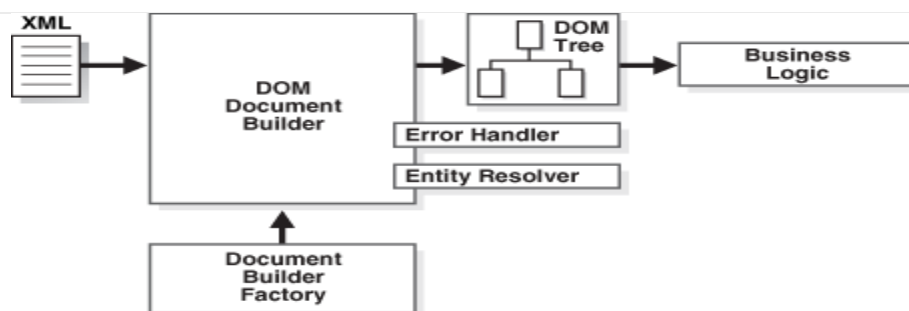 XML
DOM
Document
Builder
DOM
Tree
Business
Logic
Error Handler
Entity Resolver
Document
Builder
Factory